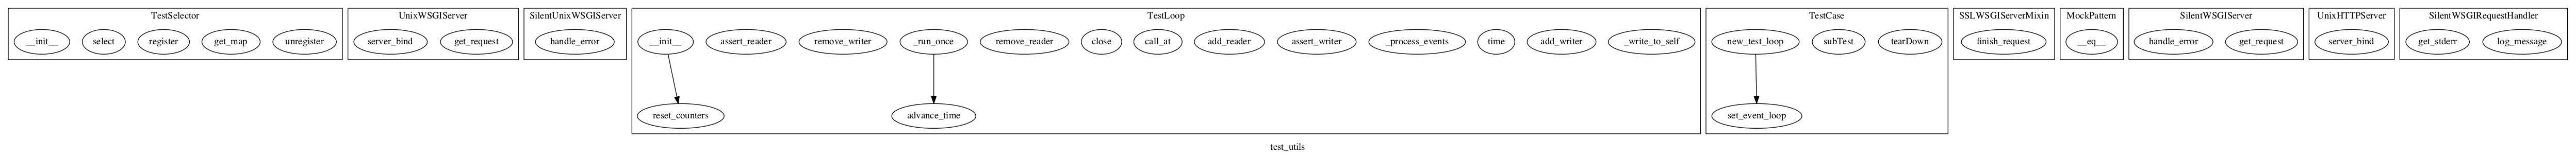 TestSelector
__init__
select
register
get_map
unregister
UnixWSGIServer
server_bind
get_request
SilentUnixWSGIServer
handle_error
TestLoop
__init__
assert_reader
remove_writer
_run_once
remove_reader
close
call_at
add_reader
assert_writer
_process_events
time
add_writer
_write_to_self
reset_counters
advance_time
TestCase
new_test_loop
subTest
tearDown
set_event_loop
SSLWSGIServerMixin
finish_request
MockPattern
__eq__
SilentWSGIServer
handle_error
get_request
UnixHTTPServer
server_bind
SilentWSGIRequestHandler
get_stderr
log_message
test_utils